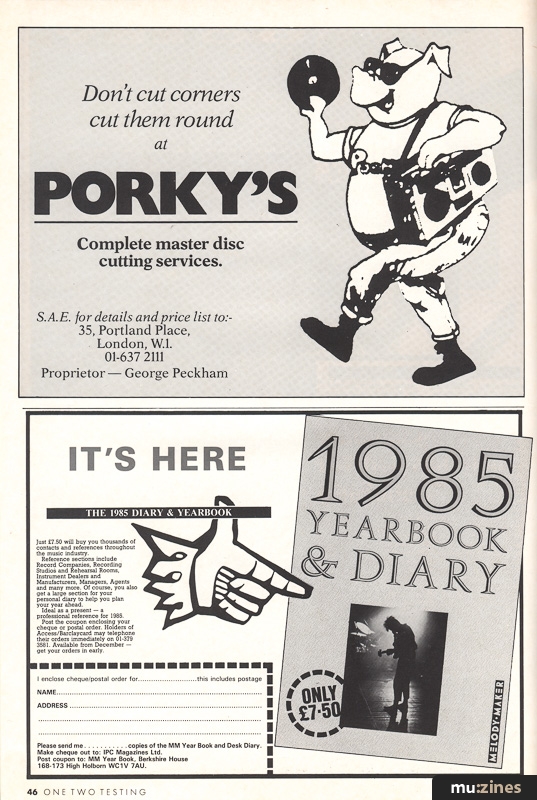 Don't cut corners
cut them round
at
PORKY'S
Complete master disc
cutting services.
S.A.E. for details and price list to:-
35, Portland Place,
London, W.1.
01-637 2111
Proprietor — George Peckham
Porky
IT'S HERE
THE 1985 DIARY & YEARBOOK
Just £7.50 will buy you thousands of
contacts and references throughout
the music industry.
Reference sections include
Record Companies, Recording
Studios and Rehearsal Rooms,
Instrument Dealers and
Manufacturers, Managers, Agents
and many more. Of course, you also
get a large section for your
personal diary to help you plan
your year ahead.
Ideal as a present — a
professional reference for 1985.
Post the coupon enclosing your
cheque or postal order. Holders of
Access/Barclaycard may telephone
their orders immediately on 01-379
3581. Available from December —
get your orders in early.
1985
YEARBOOK
& DIARY
ONLY
£7·50
MELODY·MAKER
I enclose cheque/postal order for..............................this includes postage
NAME..........................................................................
ADDRESS ..........................................................................
Please send me . . . . . . . . . . .copies of the MM Year Book and Desk Diary.
Make cheque out to: IPC Magazines Ltd.
Post coupon to: MM Year Book, Berkshire House
168-173 High Holborn WC1V 7AU.
46 ONE TWO TESTING
mu:zines